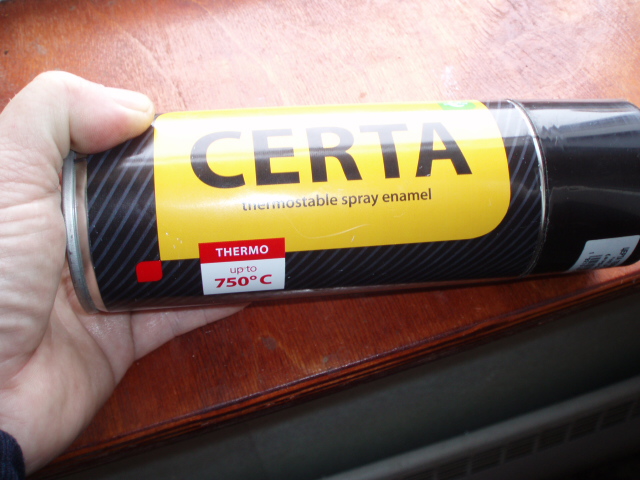 CERTA
thermostable spray enamel
THERMO
up to
750°C